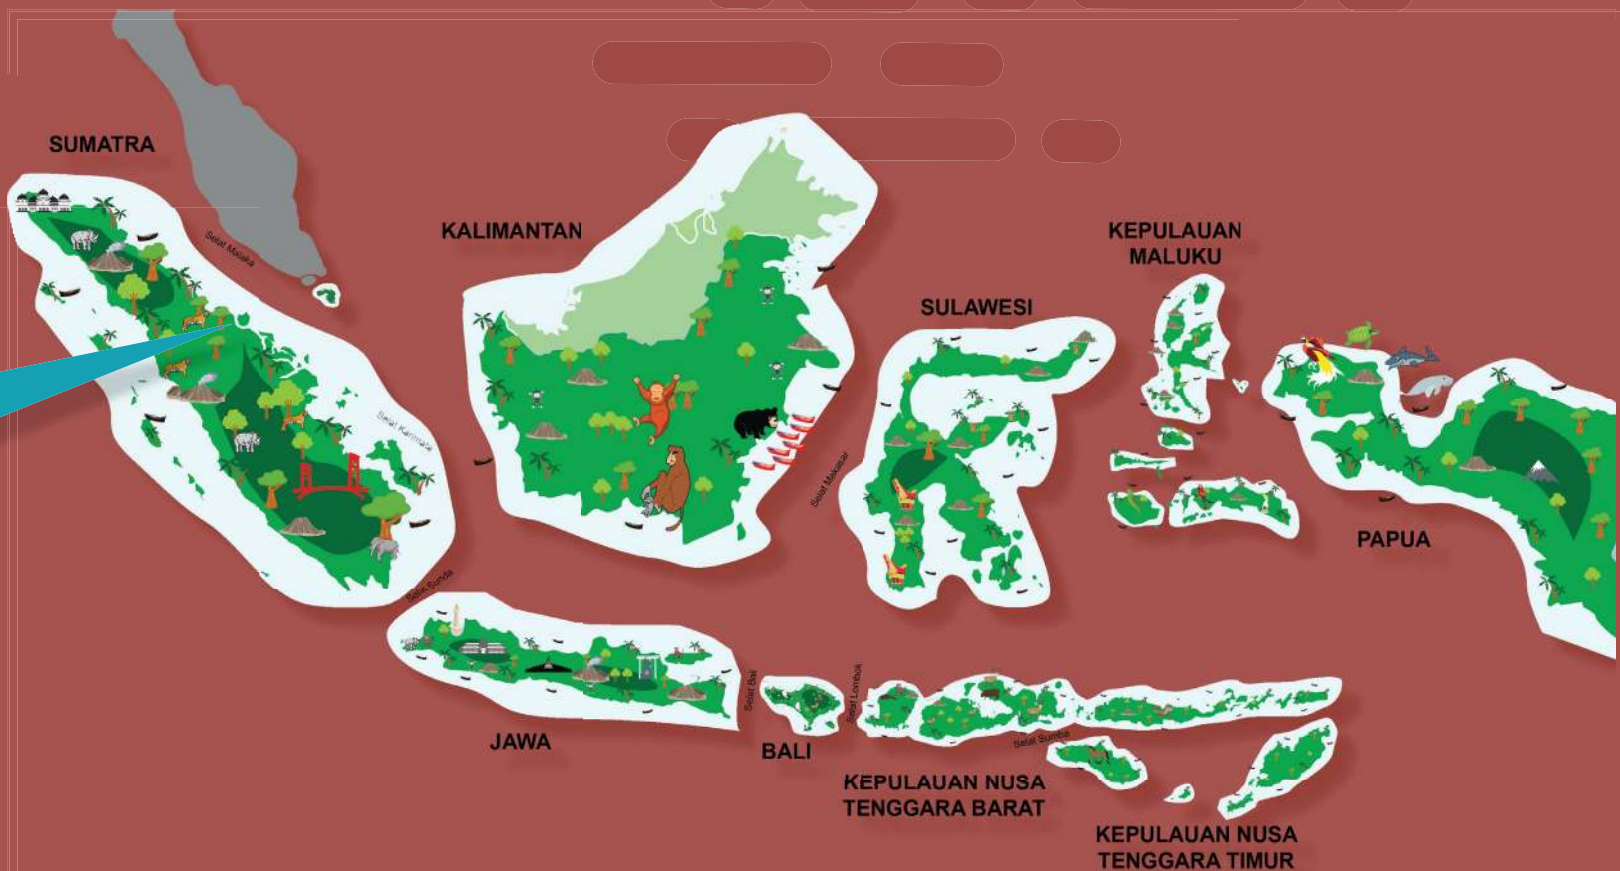 SUMATRA
Selat Malaka
KALIMANTAN
KEPULAUAN
MALUKU
SULAWESI
Selat Karimata
Selat Makasar
PAPUA
Selat Sunda
JAWA
Selat Bali
BALI
Selat Lombok
Selat Sumba
KEPULAUAN NUSA
TENGGARA BARAT
KEPULAUAN NUSA
TENGGARA TIMUR